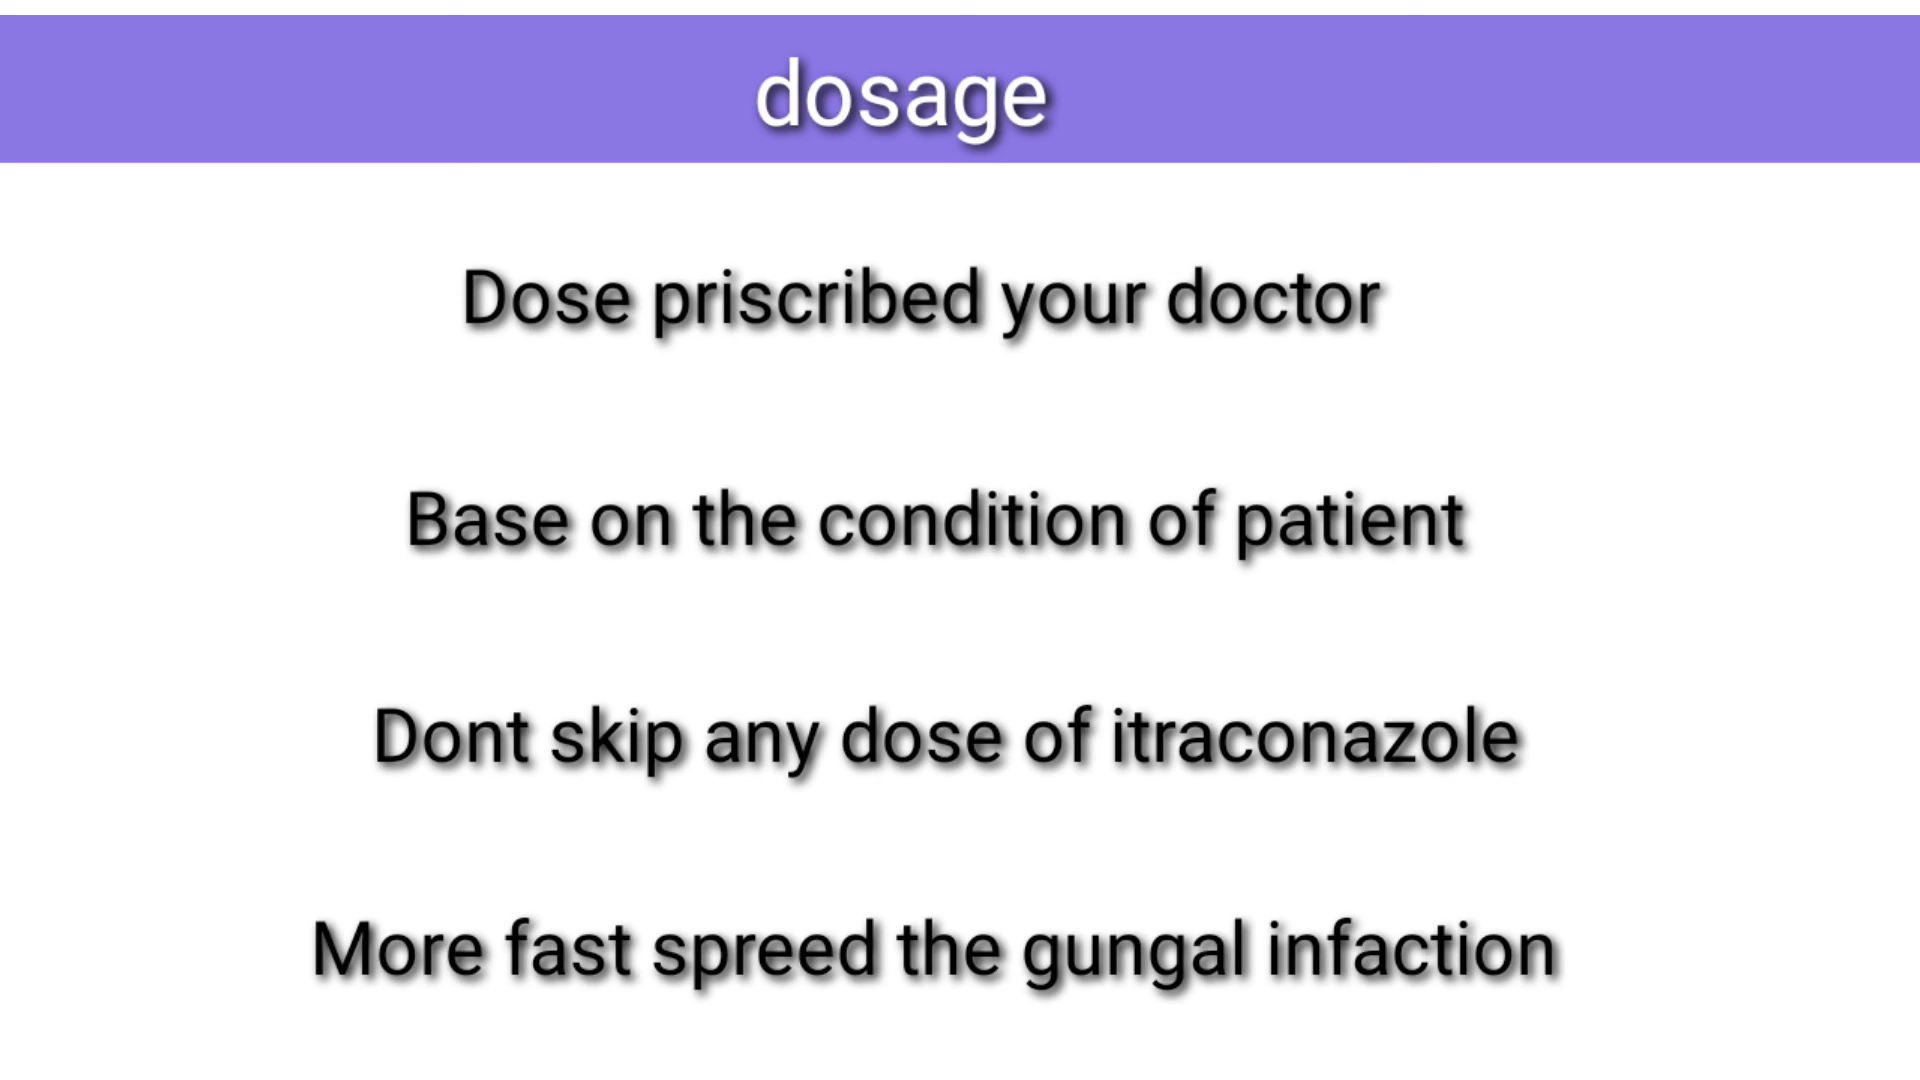 dosage
Dose priscribed your doctor
Base on the condition of patient
Dont skip any dose of itraconazole
More fast spreed the gungal infaction